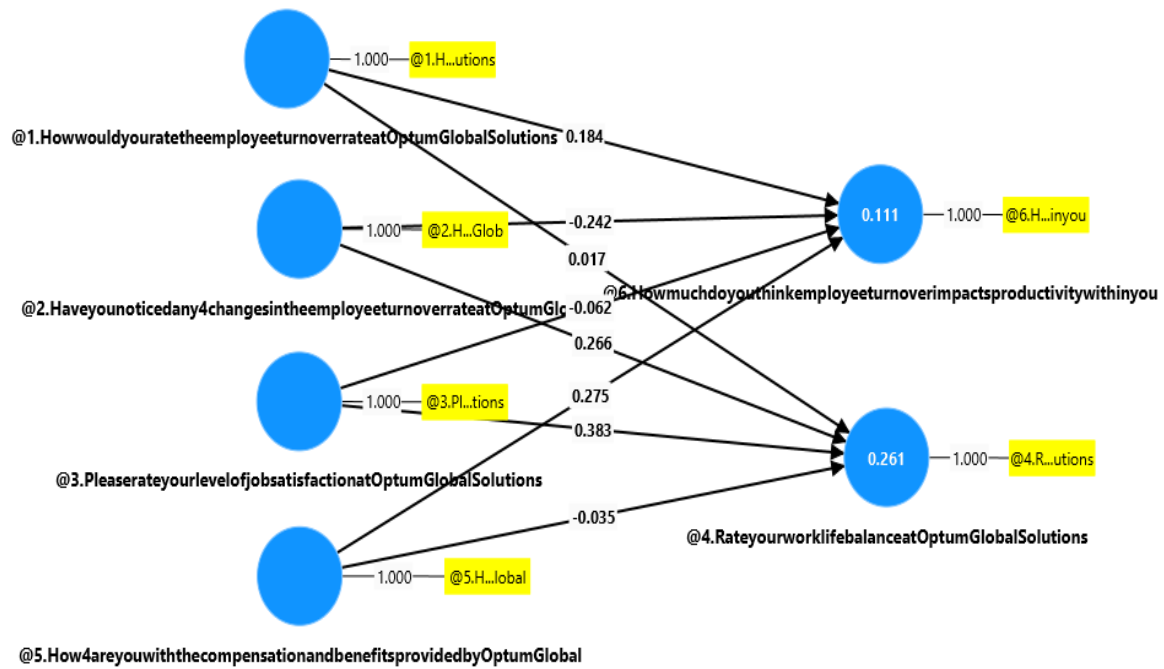 1.000
@1.H...utions
@1.HowwouldyouratetheemployeeturnoverrateatOptumGlobalSolutions
0.184
0.111
1.000
@6.H...inyou
1.000
@2.H...Glob
-0.242
0.017
@6.Howmuchdoyouthinkemployeeturnoverimpactsproductivitywithinyou
@2.Haveyounoticedany4changesintheemployeeturnoverrateatOptumGlo
-0.062
0.266
1.000
@3.Pl...tions
0.275
0.383
0.261
1.000
@4.R...utions
@3.PleaserateyourlevelofjobsatisfactionatOptumGlobalSolutions
-0.035
@4.RateyourworklifebalanceatOptumGlobalSolutions
1.000
@5.H...lobal
@5.How4areyouwiththecompensationandbenefitsprovidedbyOptumGlobal